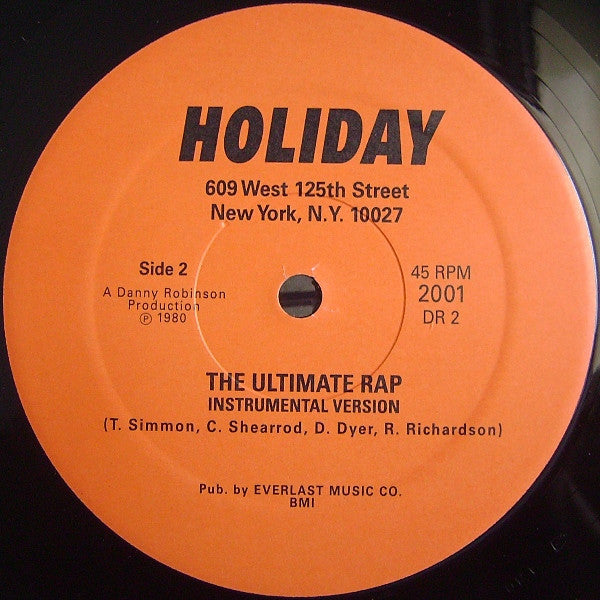 HOLIDAY
609 West 125th Street
New York, N.Y. 10027
Side 2
A Danny Robinson
Production
℗ 1980
45 RPM
2001
DR 2
THE ULTIMATE RAP
INSTRUMENTAL VERSION
(T. Simmon, C. Shearrod, D. Dyer, R. Richardson)
Pub. by EVERLAST MUSIC CO.
BMI